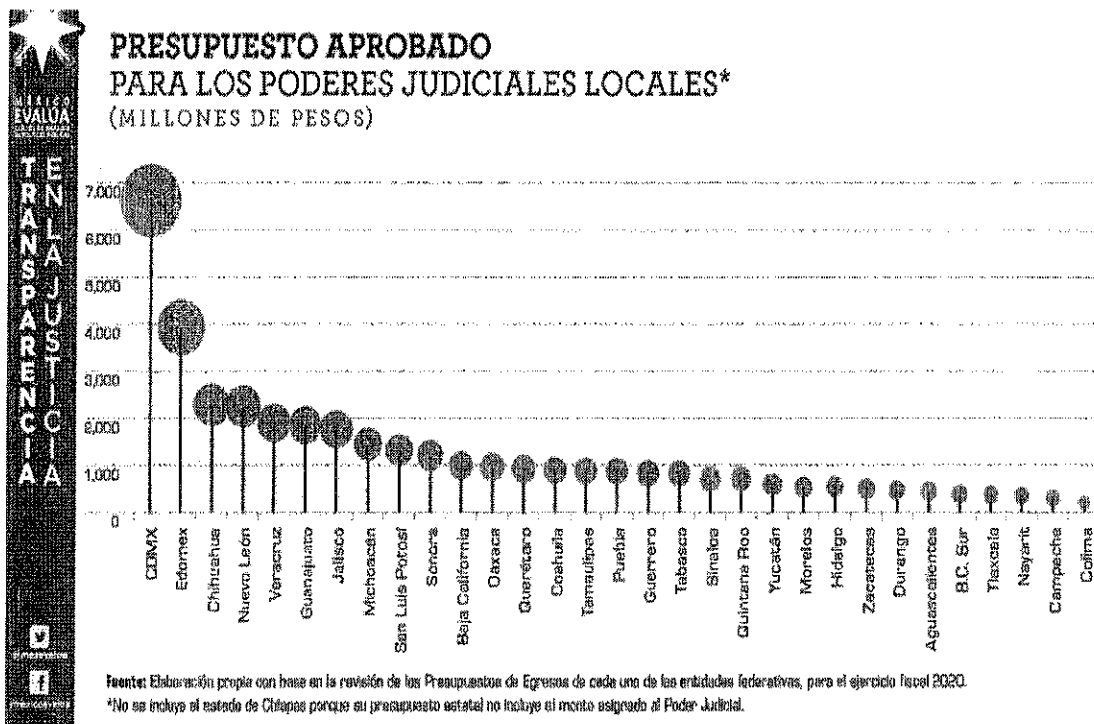 PRESUPUESTO APROBADO
PARA LOS PODERES JUDICIALES LOCALES*
(MILLONES DE PESOS)
MÉXICO
EVALÚA
TRANSPARENCIA
EN LA JUSTICIA
7,000
6,000
5,000
4,000
3,000
2,000
1,000
0
CDMX
Edomex
Chihuahua
Nuevo León
Veracruz
Guanajuato
Jalisco
Michoacán
San Luis Potosí
Sonora
Baja California
Oaxaca
Querétaro
Coahuila
Tamaulipas
Puebla
Guerrero
Tabasco
Sinaloa
Quintana Roo
Yucatán
Morelos
Hidalgo
Zacatecas
Durango
Aguascalientes
B.C. Sur
Tlaxcala
Nayarit
Campeche
Colima
Fuente: Elaboración propia con base en la revisión de los Presupuestos de Egresos de cada una de las entidades federativas, para el ejercicio fiscal 2020.
*No se incluye el estado de Chiapas porque su presupuesto estatal no incluye el monto asignado al Poder Judicial.